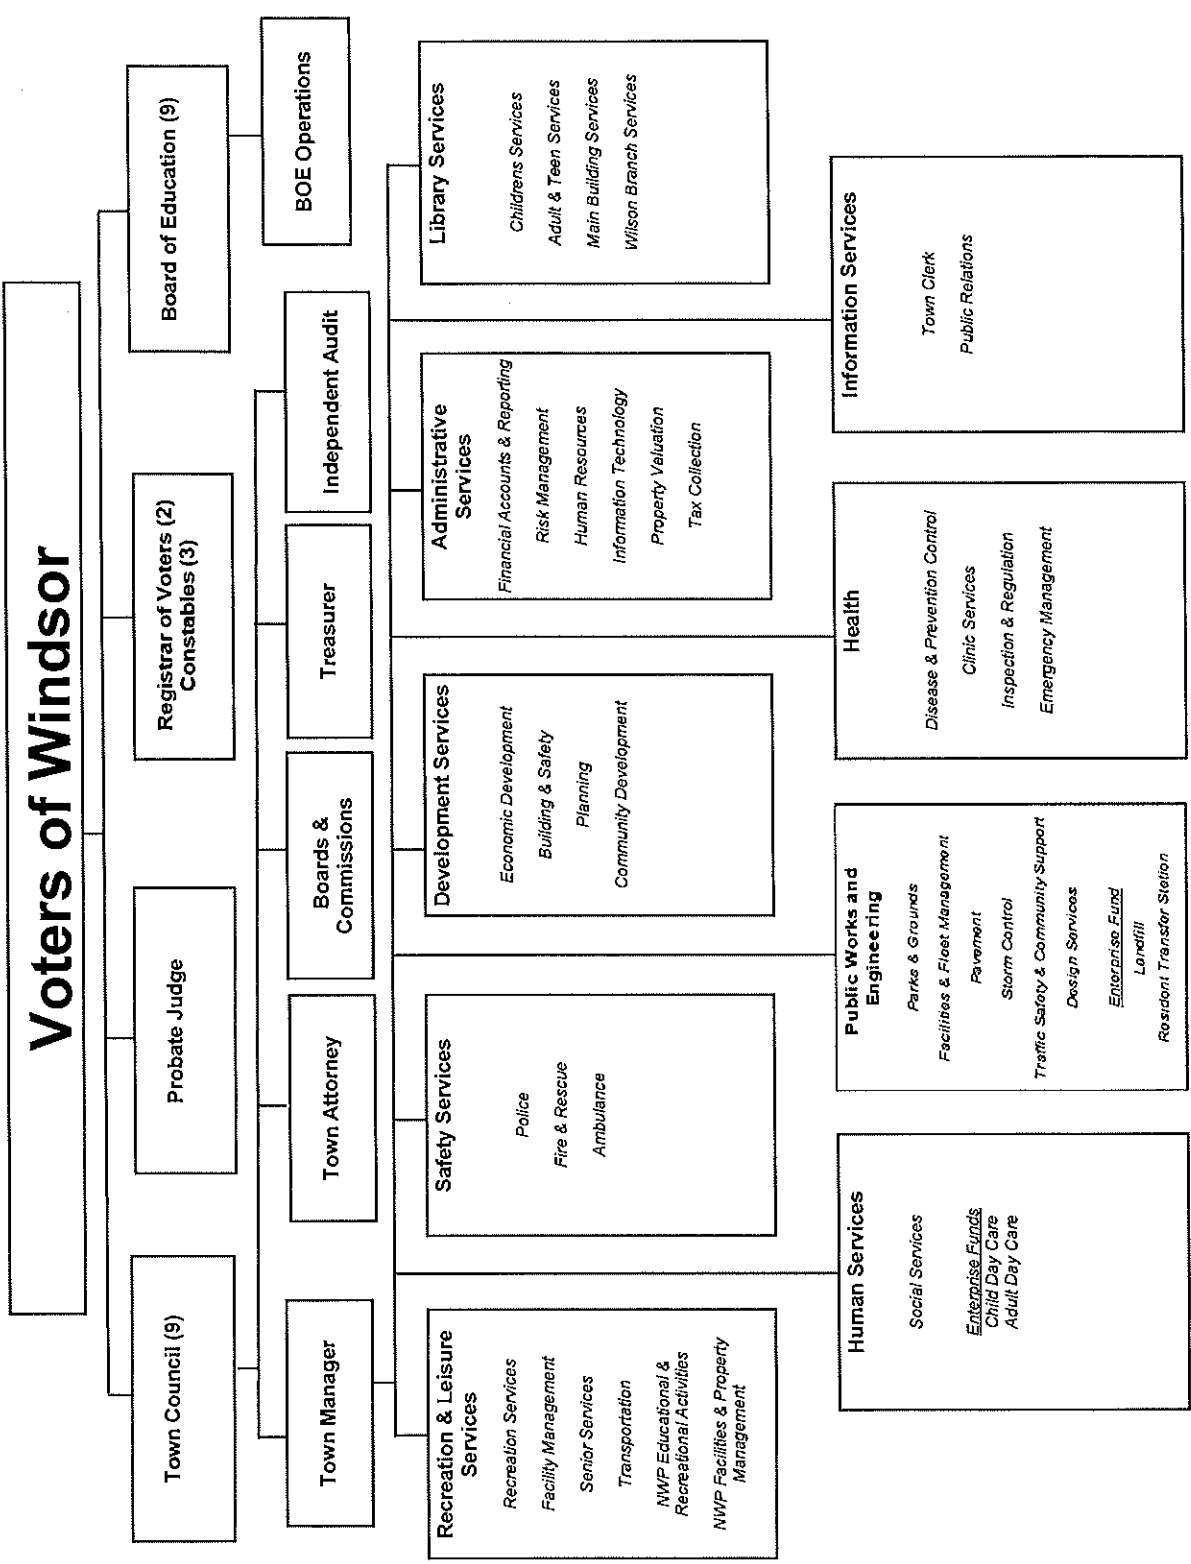 Voters of Windsor
Town Council (9)
Probate Judge
Registrar of Voters (2)
Constables (3)
Board of Education (9)
BOE Operations
Town Manager
Town Attorney
Boards &
Commissions
Treasurer
Independent Audit
Recreation & Leisure
Services
Recreation Services
Facility Management
Senior Services
Transportation
NWP Educational &
Recreational Activities
NWP Facilities & Property
Management
Safety Services
Police
Fire & Rescue
Ambulance
Development Services
Economic Development
Building & Safety
Planning
Community Development
Administrative
Services
Financial Accounts & Reporting
Risk Management
Human Resources
Information Technology
Property Valuation
Tax Collection
Library Services
Childrens Services
Adult & Teen Services
Main Building Services
Wilson Branch Services
Human Services
Social Services
Enterprise Funds
Child Day Care
Adult Day Care
Public Works and
Engineering
Parks & Grounds
Facilities & Fleet Management
Pavement
Storm Control
Traffic Safety & Community Support
Design Services
Enterprise Fund
Landfill
Resident Transfer Station
Health
Disease & Prevention Control
Clinic Services
Inspection & Regulation
Emergency Management
Information Services
Town Clerk
Public Relations